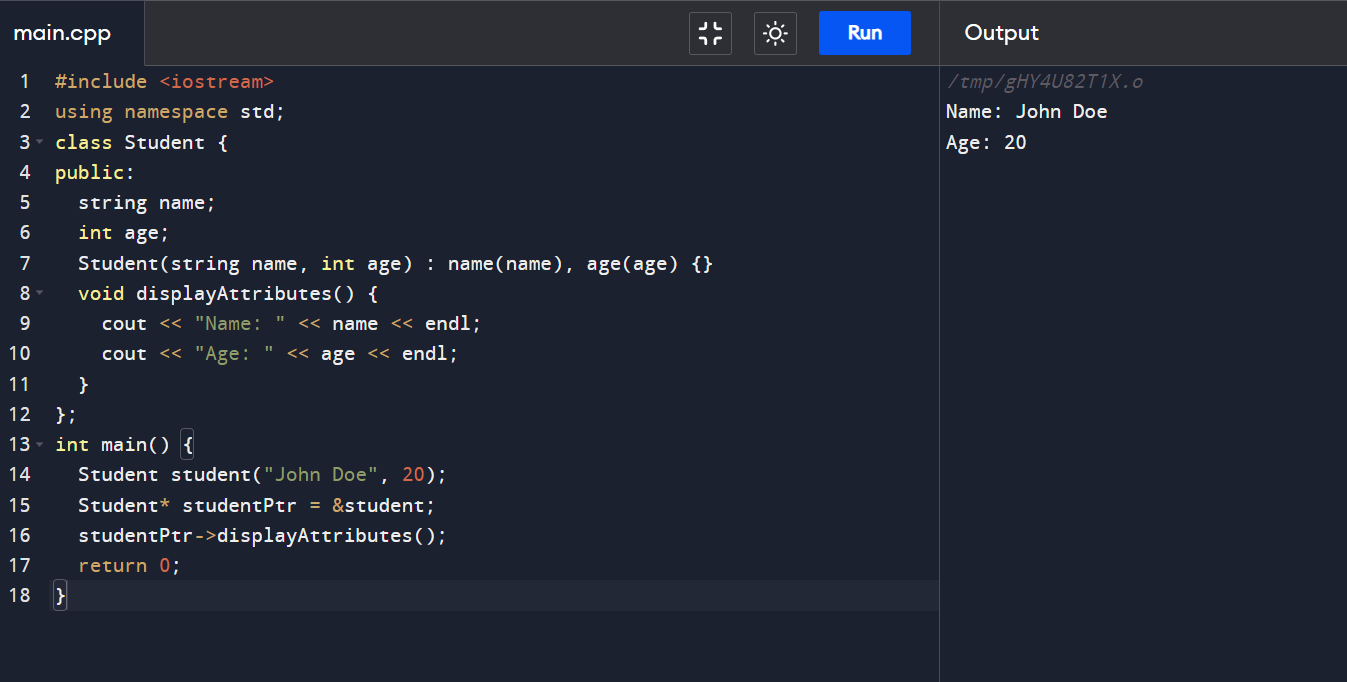 main.cpp
Run
Output
1 #include <iostream>
2 using namespace std;
3 class Student {
4 public:
5   string name;
6   int age;
7   Student(string name, int age) : name(name), age(age) {}
8   void displayAttributes() {
9     cout << "Name: " << name << endl;
10     cout << "Age: " << age << endl;
11   }
12 };
13 int main() {
14   Student student("John Doe", 20);
15   Student* studentPtr = &student;
16   studentPtr->displayAttributes();
17   return 0;
18 }
/tmp/gHY4U82T1X.o
Name: John Doe
Age: 20